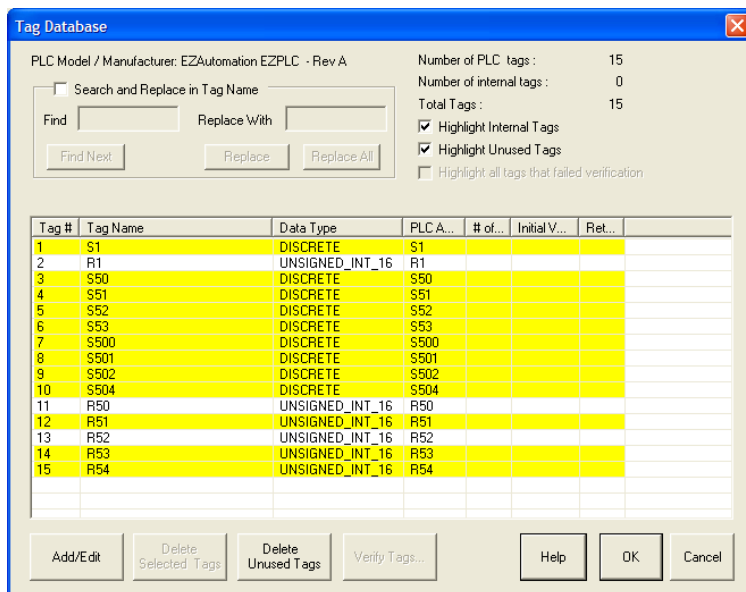 Tag Database
PLC Model / Manufacturer: EZAutomation EZPLC - Rev A
Search and Replace in Tag Name
Find Replace With
Find Next Replace Replace All
Number of PLC tags : 15
Number of internal tags : 0
Total Tags : 15
Highlight Internal Tags
Highlight Unused Tags
Highlight all tags that failed verification
Tag # Tag Name Data Type PLC A... # of... Initial V... Ret...
1 S1 DISCRETE S1
2 R1 UNSIGNED_INT_16 R1
3 S50 DISCRETE S50
4 S51 DISCRETE S51
5 S52 DISCRETE S52
6 S53 DISCRETE S53
7 S500 DISCRETE S500
8 S501 DISCRETE S501
9 S502 DISCRETE S502
10 S504 DISCRETE S504
11 R50 UNSIGNED_INT_16 R50
12 R51 UNSIGNED_INT_16 R51
13 R52 UNSIGNED_INT_16 R52
14 R53 UNSIGNED_INT_16 R53
15 R54 UNSIGNED_INT_16 R54
Add/Edit Delete Selected Tags Delete Unused Tags Verify Tags... Help OK Cancel